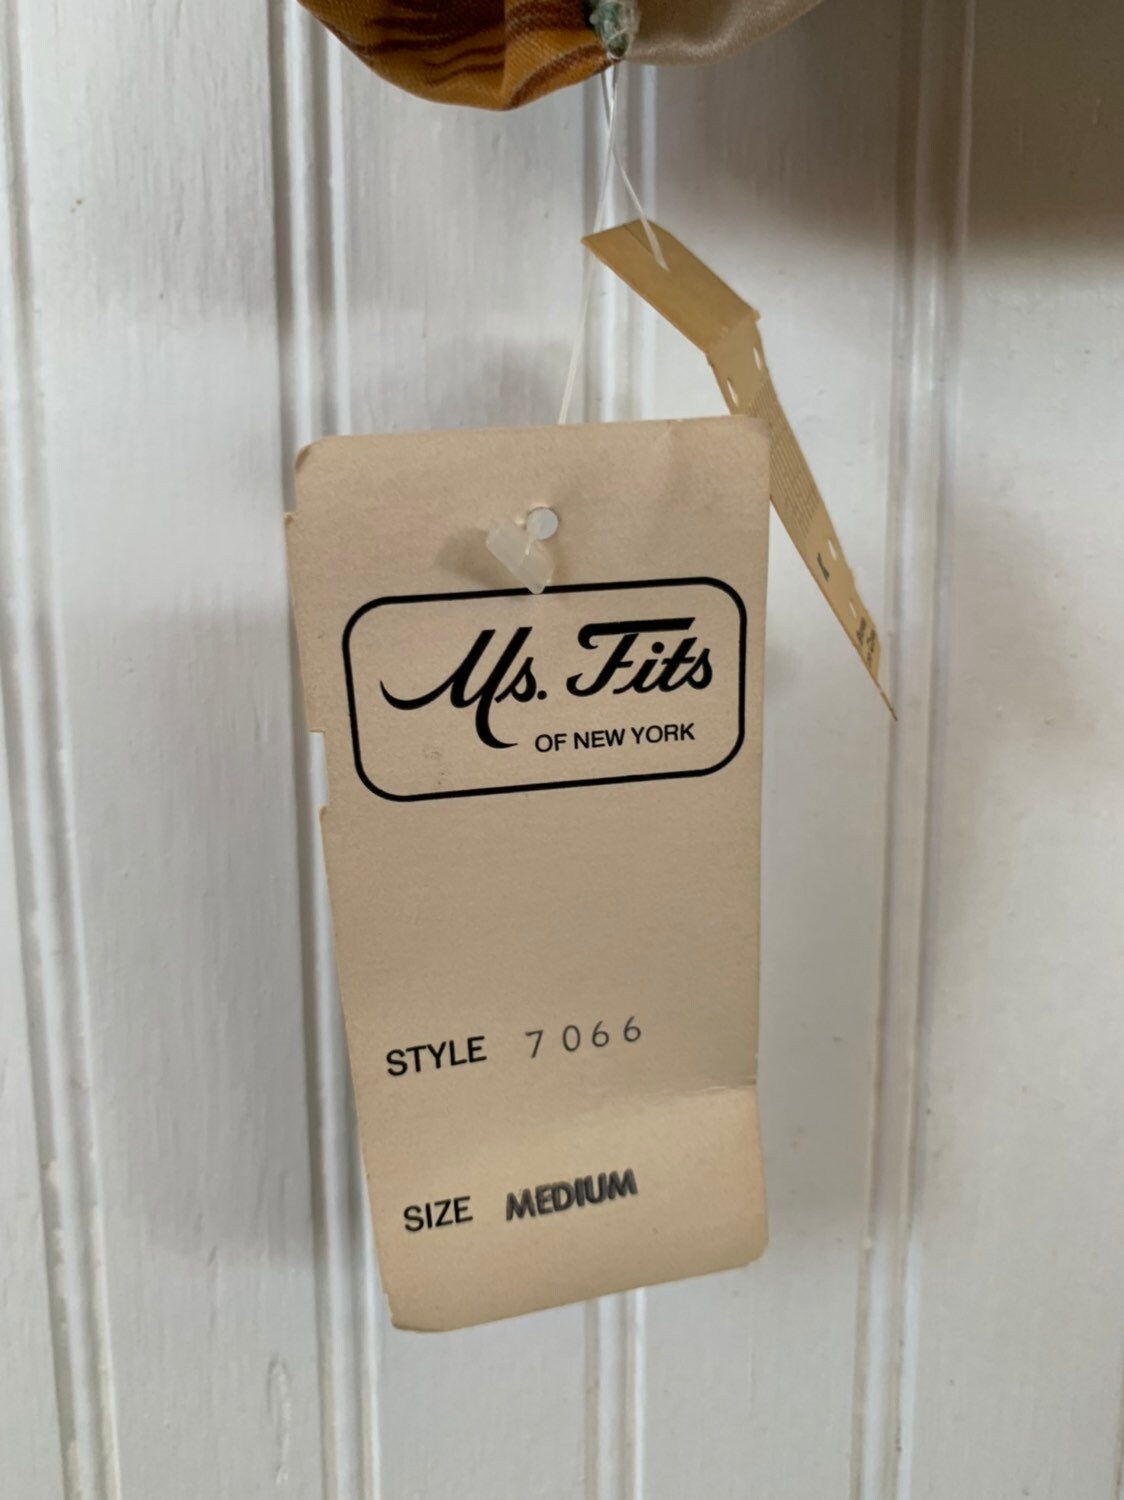 Ms. Fits
OF NEW YORK
STYLE 7066
SIZE MEDIUM